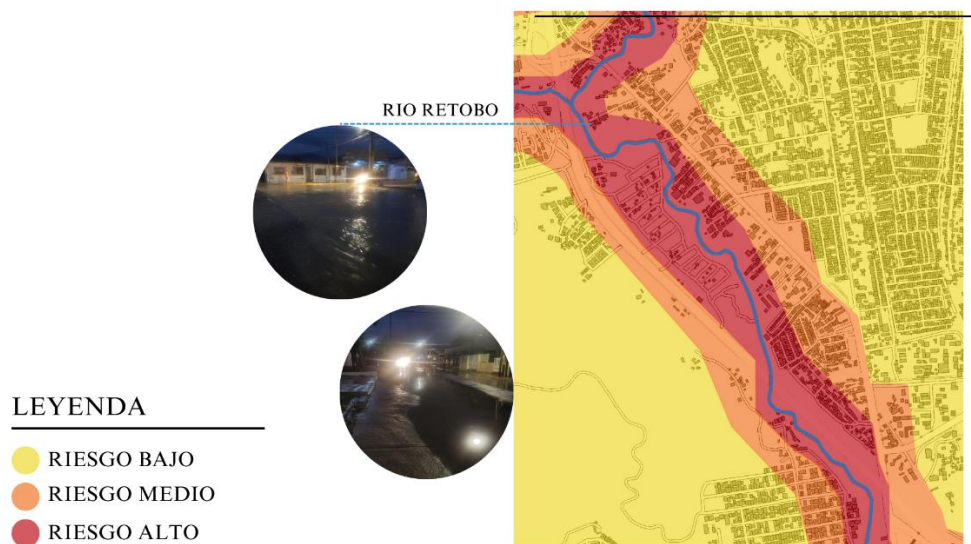 RIO RETOBO
LEYENDA
RIESGO BAJO
RIESGO MEDIO
RIESGO ALTO